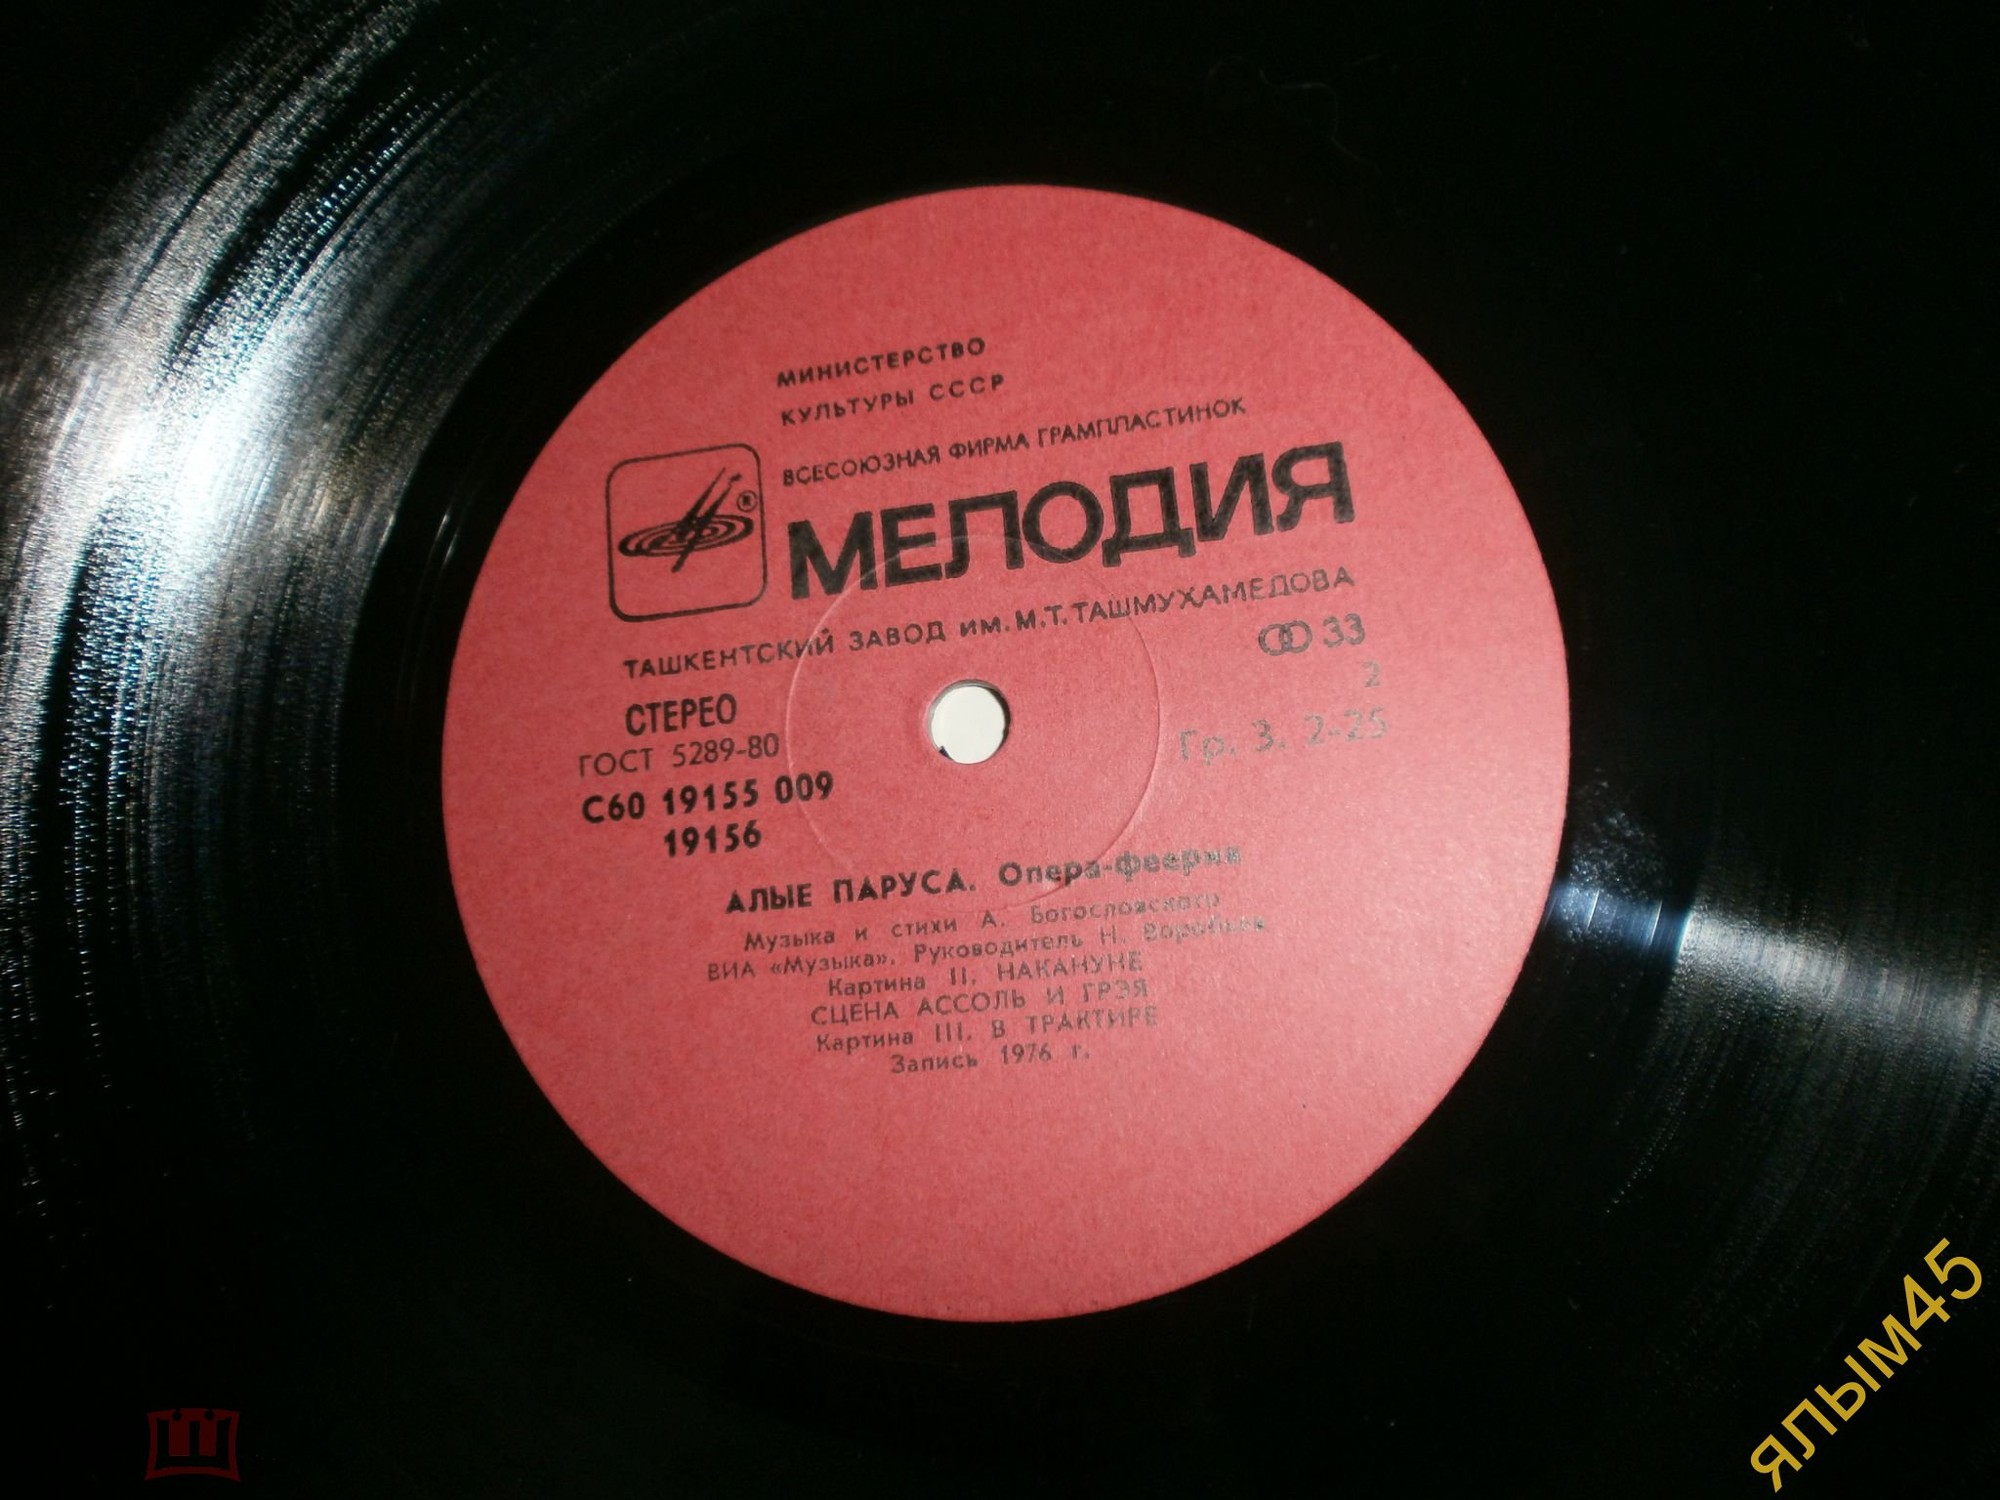 МИНИСТЕРСТВО
КУЛЬТУРЫ СССР
ВСЕСОЮЗНАЯ ФИРМА ГРАМПЛАСТИНОК
МЕЛОДИЯ
ТАШКЕНТСКИЙ ЗАВОД ИМ. М.Т. ТАШМУХАМЕДОВА
33
СТЕРЕО
2
ГОСТ 5289-80
Гр. 3. 2-25
С60 19155 009
19156
АЛЫЕ ПАРУСА. Опера-феерия
Музыка и стихи А. Богословского
ВИА «Музыка». Руководитель Н. Воробьев
Картина II. НАКАНУНЕ
СЦЕНА АССОЛЬ И ГРЭЯ
Картина III. В ТРАКТИРЕ
Запись 1976 г.
ялым45